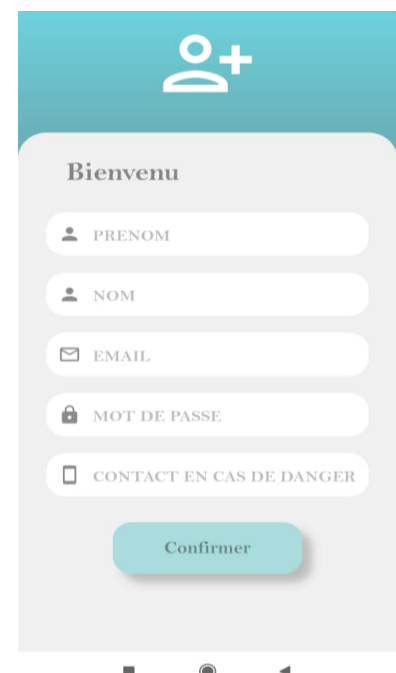 Bienvenu
PRENOM
NOM
EMAIL
MOT DE PASSE
CONTACT EN CAS DE DANGER
Confirmer